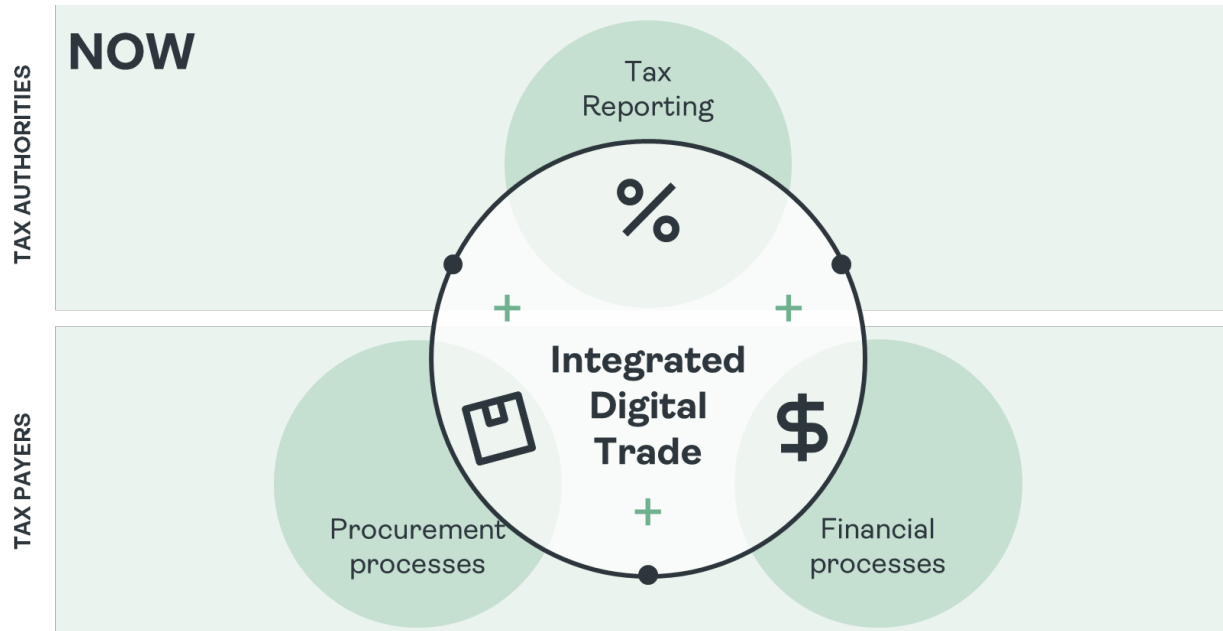 NOW
TAX AUTHORITIES
Tax
Reporting
%
+ +
Integrated
Digital
Trade
$
+
TAX PAYERS
Procurement
processes
Financial
processes